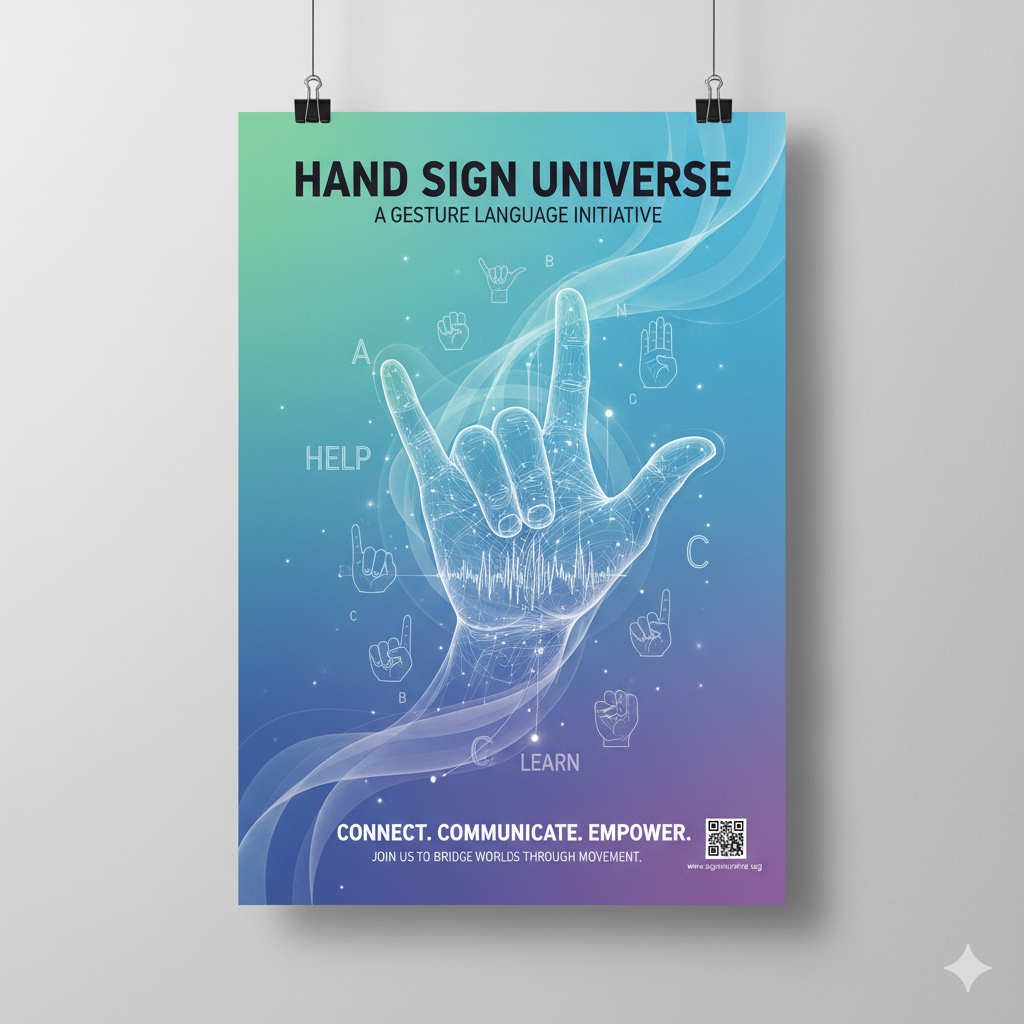 HAND SIGN UNIVERSE
A GESTURE LANGUAGE INITIATIVE
B
N
A
C
HELP
C
C
B
G
LEARN
CONNECT. COMMUNICATE. EMPOWER.
JOIN US TO BRIDGE WORLDS THROUGH MOVEMENT.